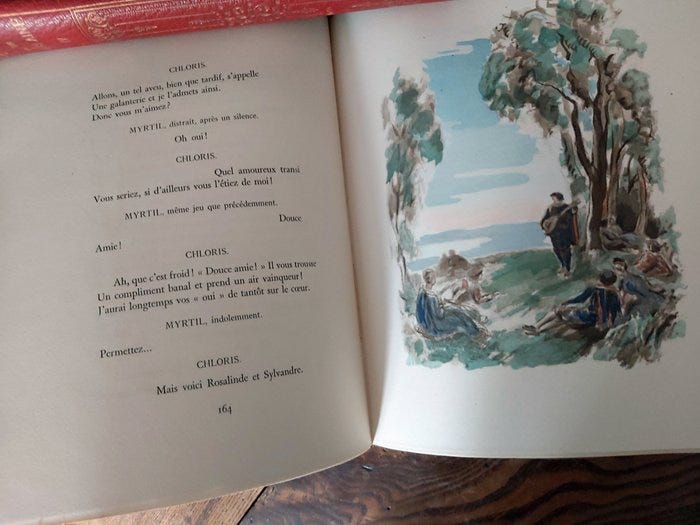 CHLORIS.
Allons, un tel aveu, bien que tardif, s'appelle
Une galanterie et je l'admets ainsi.
Donc vous m'aimez?
MYRTIL, distrait, après un silence.
Oh oui!
CHLORIS.
Quel amoureux transi
Vous seriez, si d'ailleurs vous l'étiez de moi!
MYRTIL, même jeu que précédemment.
Douce
Amie!
CHLORIS.
Ah, que c'est froid! « Douce amie! » Il vous trousse
Un compliment banal et prend un air vainqueur!
J'aurai longtemps vos « oui » de tantôt sur le cœur.
MYRTIL, indolemment.
Permettez...
CHLORIS.
Mais voici Rosalinde et Sylvandre.
164